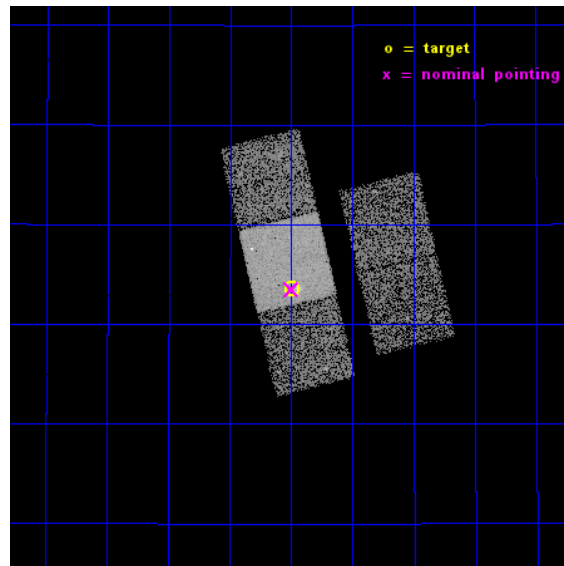 o = target
x = nominal pointing